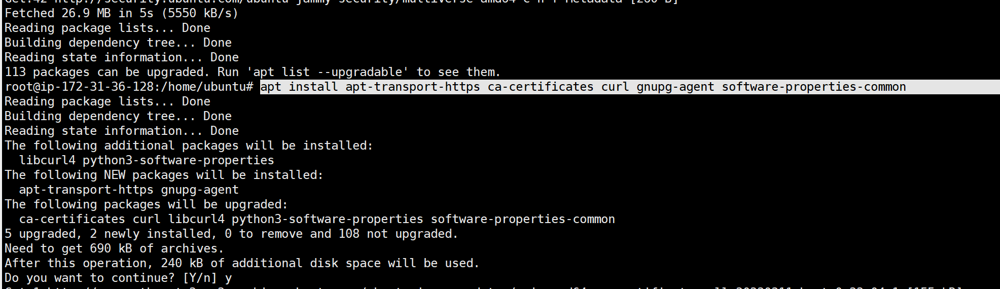 Get:42 http://security.ubuntu.com/ubuntu jammy-security/multiverse amd64 c-n-f Metadata [260 B]
Fetched 26.9 MB in 5s (5550 kB/s)
Reading package lists... Done
Building dependency tree... Done
Reading state information... Done
113 packages can be upgraded. Run 'apt list --upgradable' to see them.
root@ip-172-31-36-128:/home/ubuntu# apt install apt-transport-https ca-certificates curl gnupg-agent software-properties-common
Reading package lists... Done
Building dependency tree... Done
Reading state information... Done
The following additional packages will be installed:
  libcurl4 python3-software-properties
The following NEW packages will be installed:
  apt-transport-https gnupg-agent
The following packages will be upgraded:
  ca-certificates curl libcurl4 python3-software-properties software-properties-common
5 upgraded, 2 newly installed, 0 to remove and 108 not upgraded.
Need to get 690 kB of archives.
After this operation, 240 kB of additional disk space will be used.
Do you want to continue? [Y/n] y